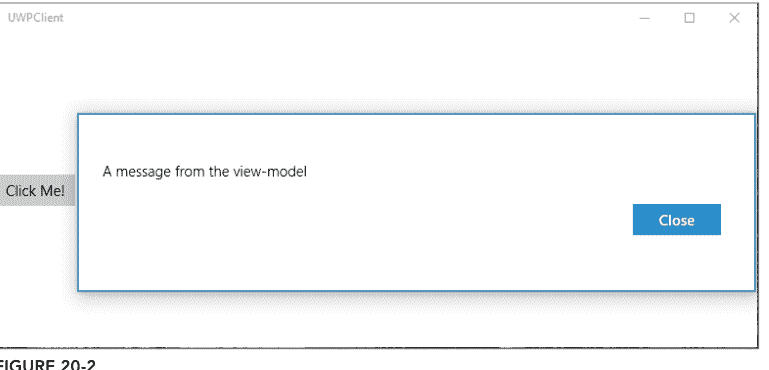 UWPClient
A message from the view-model
Click Me!
Close
FIGURE 20-2